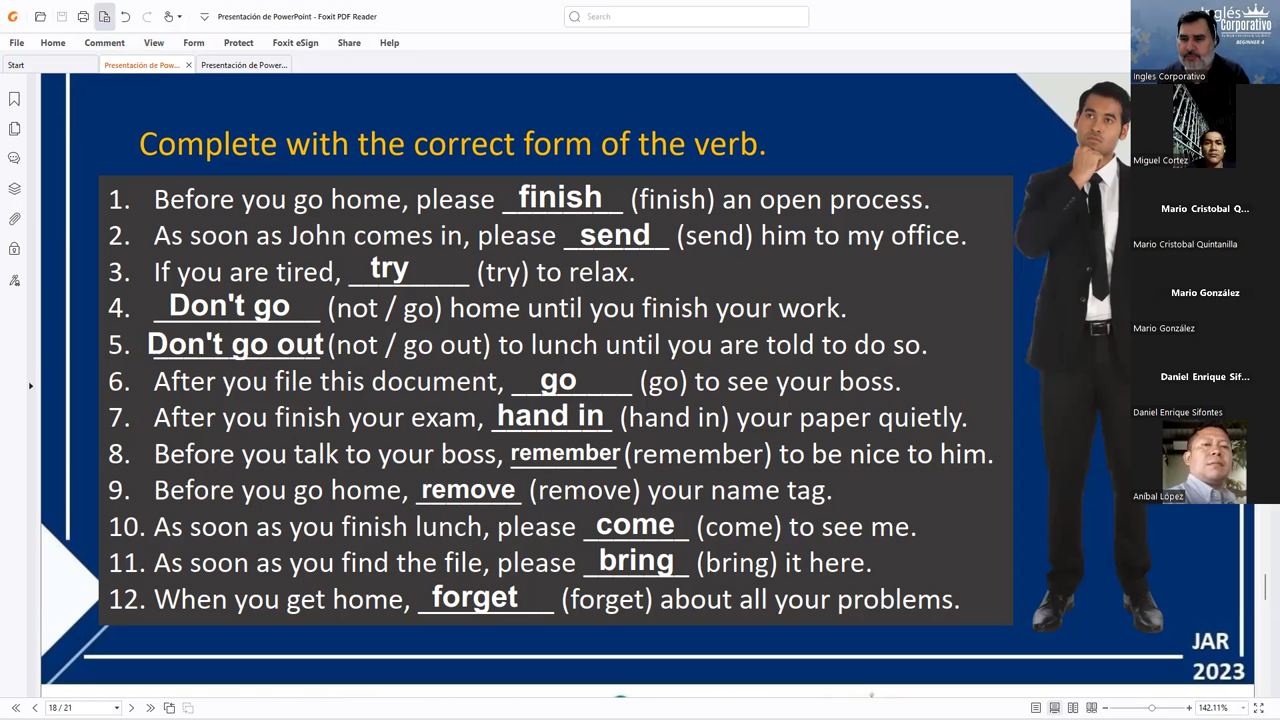 Presentación de PowerPoint - Foxit PDF Reader
Search
File Home Comment View Form Protect Foxit eSign Share Help
Start Presentación de Pow... Presentación de Power...
Complete with the correct form of the verb.
1. Before you go home, please finish (finish) an open process.
2. As soon as John comes in, please send (send) him to my office.
3. If you are tired, try (try) to relax.
4. Don't go (not / go) home until you finish your work.
5. Don't go out (not / go out) to lunch until you are told to do so.
6. After you file this document, go (go) to see your boss.
7. After you finish your exam, hand in (hand in) your paper quietly.
8. Before you talk to your boss, remember (remember) to be nice to him.
9. Before you go home, remove (remove) your name tag.
10. As soon as you finish lunch, please come (come) to see me.
11. As soon as you find the file, please bring (bring) it here.
12. When you get home, forget (forget) about all your problems.
JAR
2023
Inglés
Corporativo
BEGINNER 4
Ingles Corporativo
Miguel Cortez
Mario Cristobal Q...
Mario Cristobal Quintanilla
Mario González
Mario González
Daniel Enrique Sif...
Daniel Enrique Sifontes
Aníbal López
18 / 21
142.11%